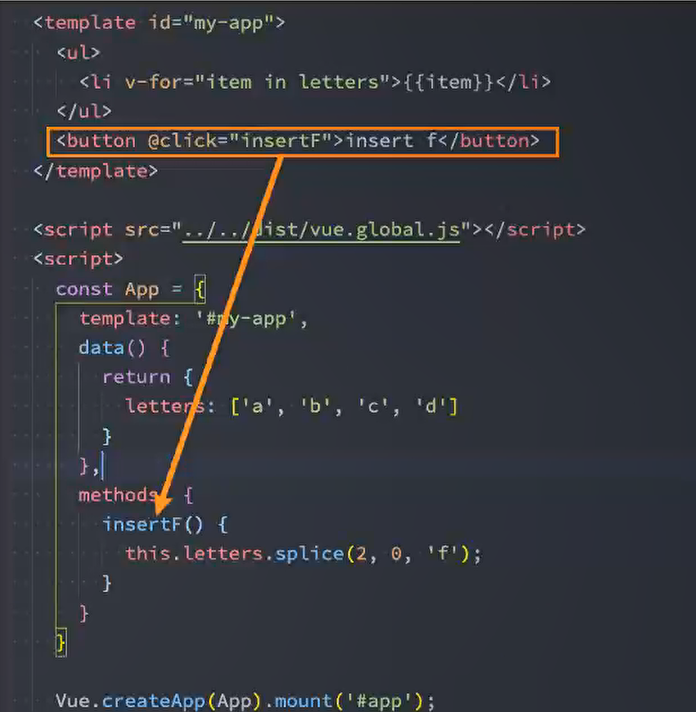 <template id="my-app">
<ul>
<li v-for="item in letters">{{item}}</li>
</ul>
<button @click="insertF">insert f</button>
</template>
<script src="../../dist/vue.global.js"></script>
<script>
const App = {
template: '#my-app',
data() {
return {
letters: ['a', 'b', 'c', 'd']
}
},
methods: {
insertF() {
this.letters.splice(2, 0, 'f');
}
}
}
Vue.createApp(App).mount('#app');